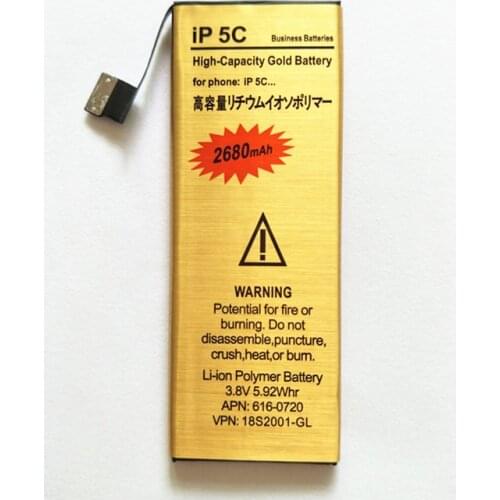 iP 5C
Business Batteries
High-Capacity Gold Battery
for phone: iP 5C...
高容量リチウムイオソポリマー
2680mAh
WARNING
Potential for fire or
burning. Do not
disassemble,puncture,
crush,heat,or burn.
Li-ion Polymer Battery
3.8V 5.92Whr
APN: 616-0720
VPN: 18S2001-GL